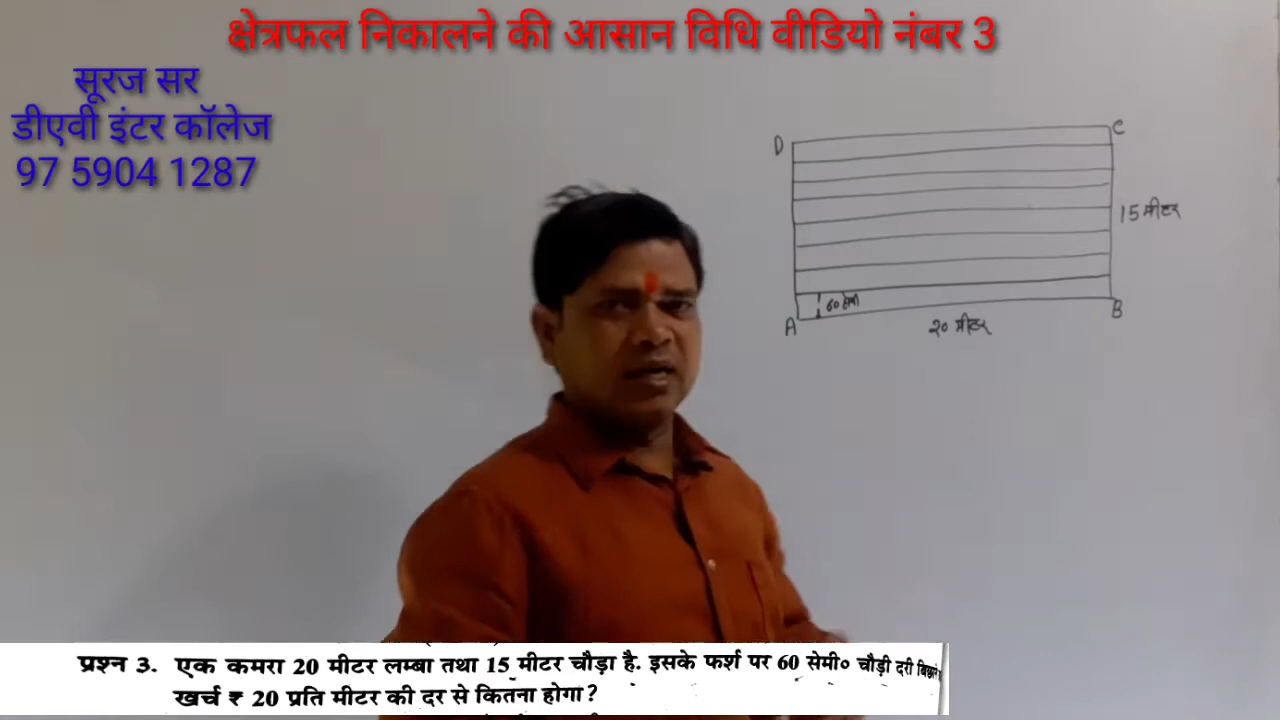 क्षेत्रफल निकालने की आसान विधि वीडियो नंबर 3
सूरज सर
डीएवी इंटर कॉलेज
97 5904 1287
D
C
15 मीटर
60 सेमी
A
B
२० मीटर
प्रश्न 3. एक कमरा 20 मीटर लम्बा तथा 15 मीटर चौड़ा है. इसके फर्श पर 60 सेमी० चौड़ी दरी
खर्च ₹ 20 प्रति मीटर की दर से कितना होगा ?